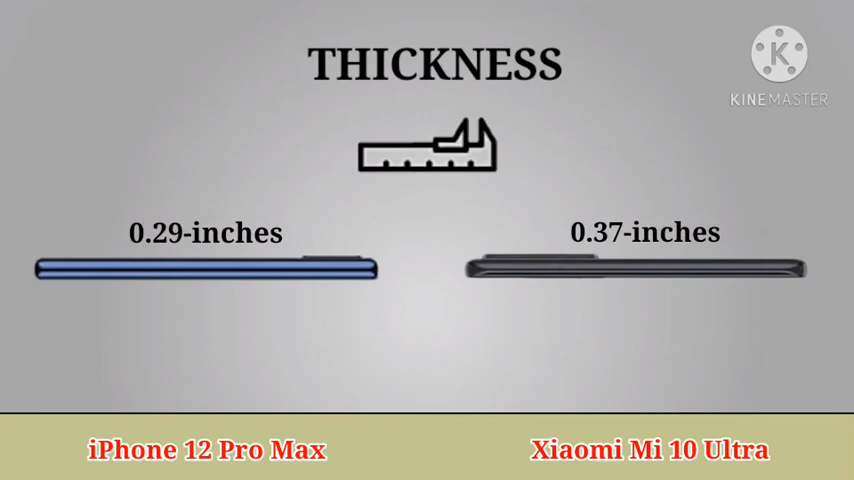 THICKNESS
K
KINEMASTER
0.29-inches
0.37-inches
iPhone 12 Pro Max
Xiaomi Mi 10 Ultra